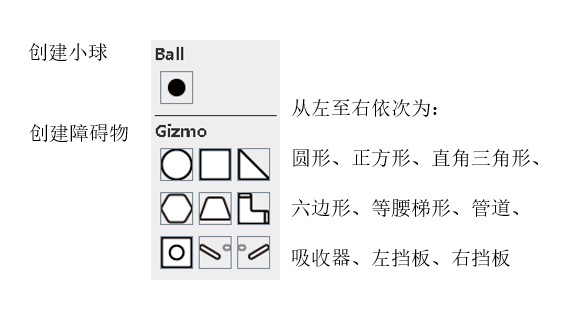 创建小球
Ball
从左至右依次为：
创建障碍物
Gizmo
圆形、正方形、直角三角形、
六边形、等腰梯形、管道、
吸收器、左挡板、右挡板